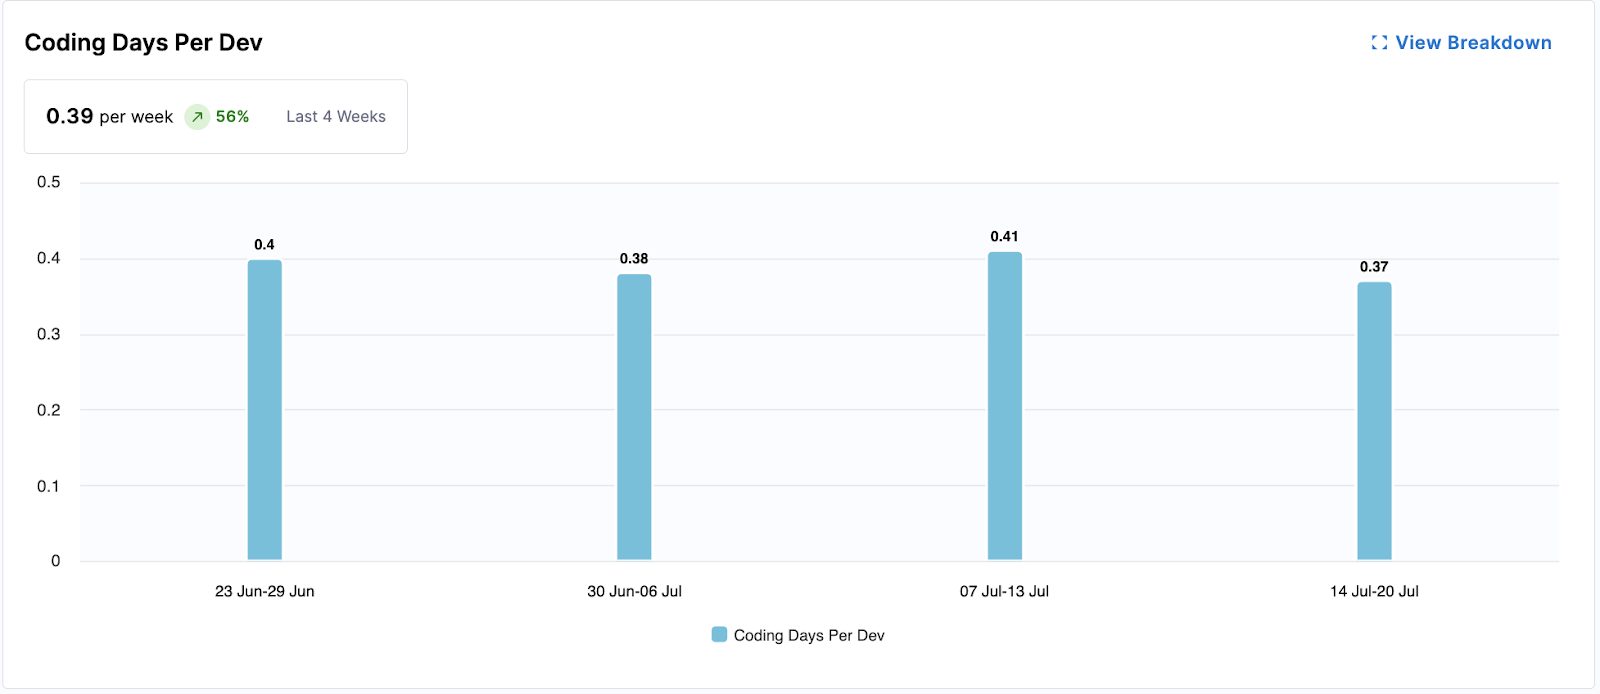 Coding Days Per Dev
View Breakdown
0.39 per week 56% Last 4 Weeks
0.5
0.4
0.3
0.2
0.1
0
0.4
0.38
0.41
0.37
23 Jun-29 Jun
30 Jun-06 Jul
07 Jul-13 Jul
14 Jul-20 Jul
Coding Days Per Dev